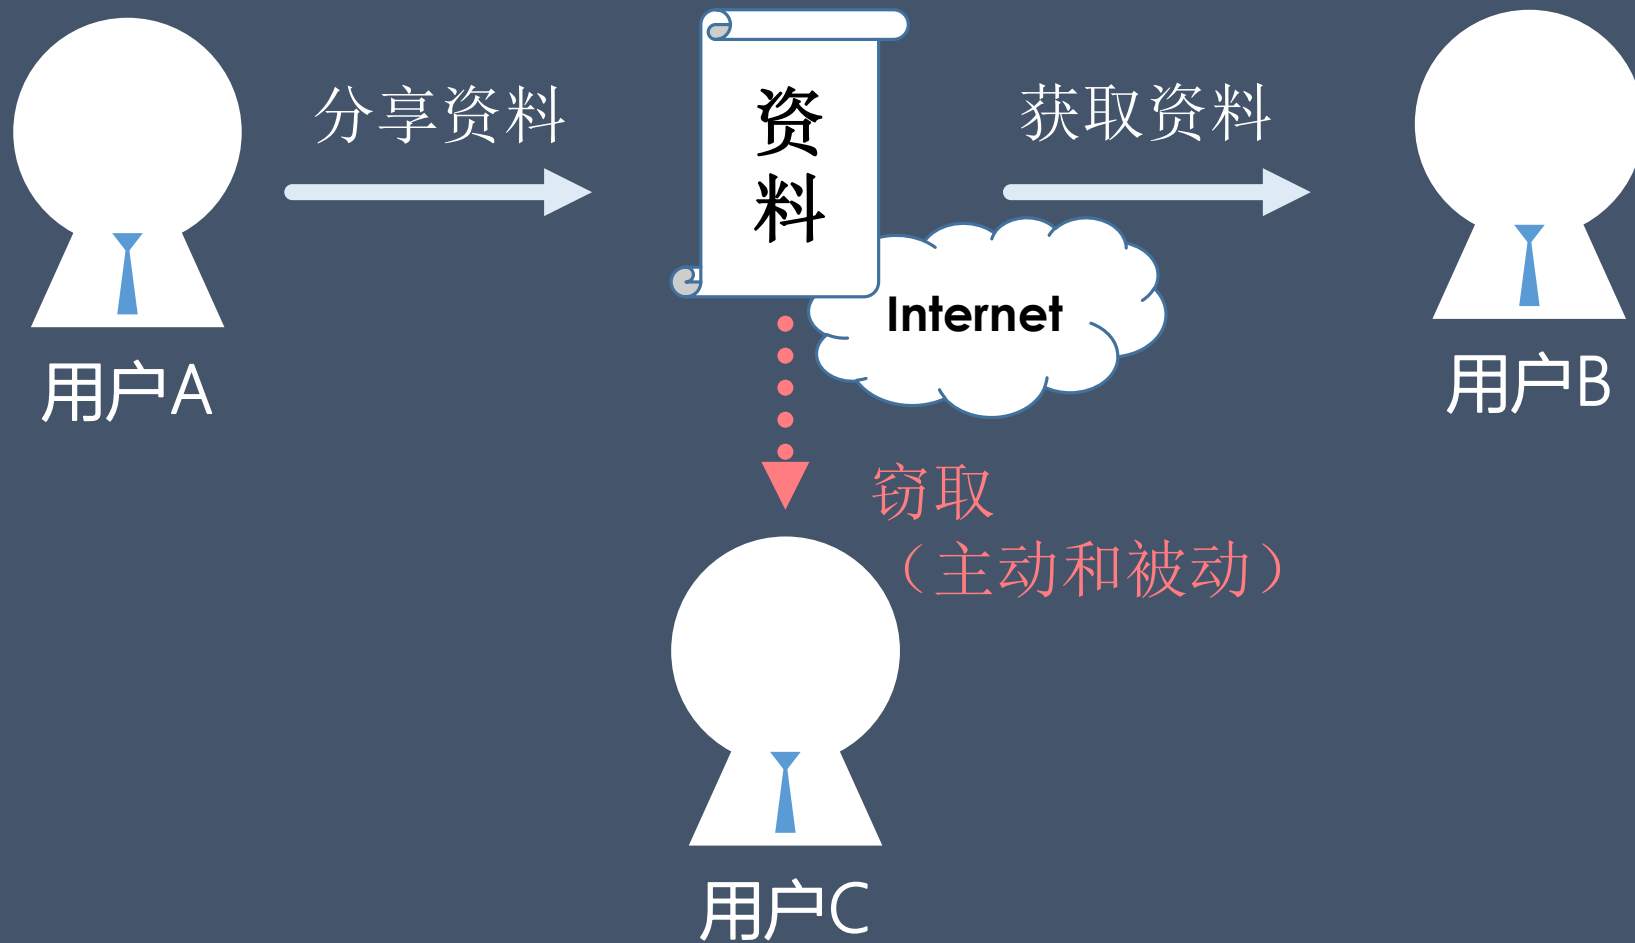 分享资料
资
料
获取资料
Internet
用户A
用户B
窃取
（主动和被动）
用户C